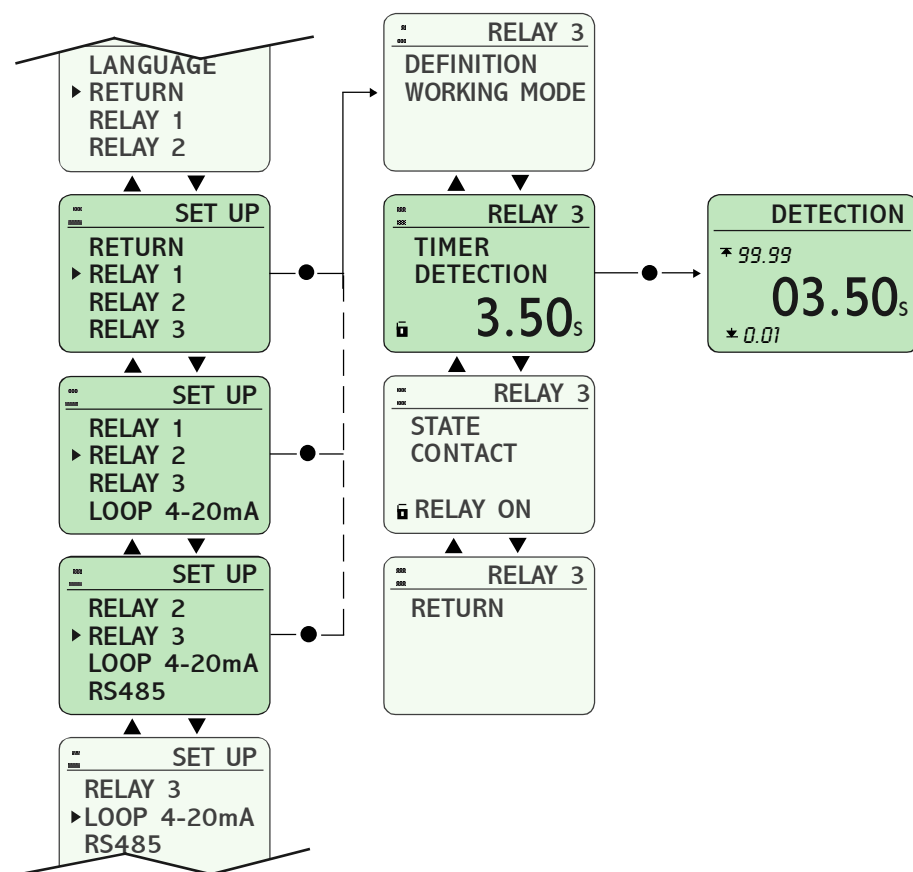 LANGUAGE
RETURN
RELAY 1
RELAY 2
SET UP
RETURN
RELAY 1
RELAY 2
RELAY 3
SET UP
RELAY 1
RELAY 2
RELAY 3
LOOP 4-20mA
SET UP
RELAY 2
RELAY 3
LOOP 4-20mA
RS485
SET UP
RELAY 3
LOOP 4-20mA
RS485
RELAY 3
DEFINITION
WORKING MODE
RELAY 3
TIMER
DETECTION
3.50s
RELAY 3
STATE
CONTACT
RELAY ON
RELAY 3
RETURN
DETECTION
99.99
03.50s
0.01